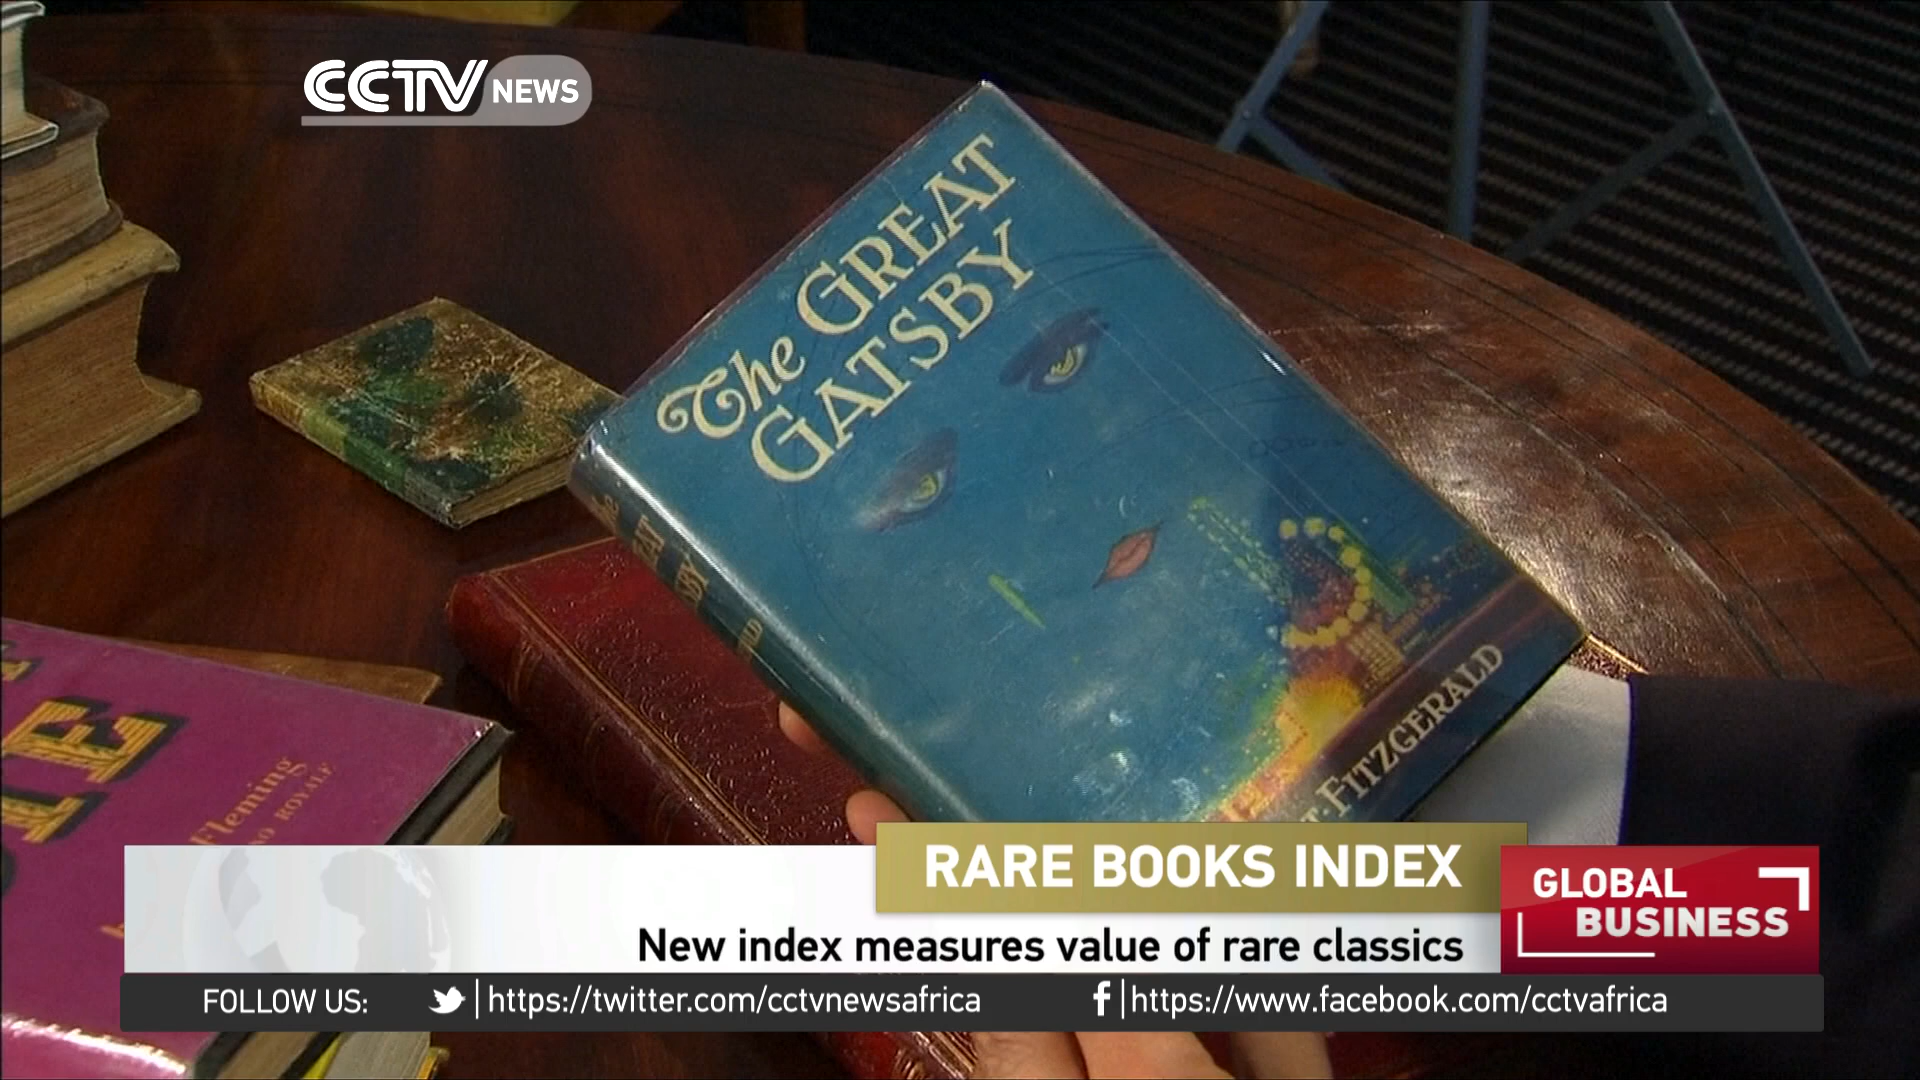 CCTV NEWS
The GREAT
GATSBY
FITZGERALD
Fleming
ROYALE
RARE BOOKS INDEX
New index measures value of rare classics
GLOBAL
BUSINESS
FOLLOW US: https://twitter.com/cctvnewsafrica https://www.facebook.com/cctvafrica